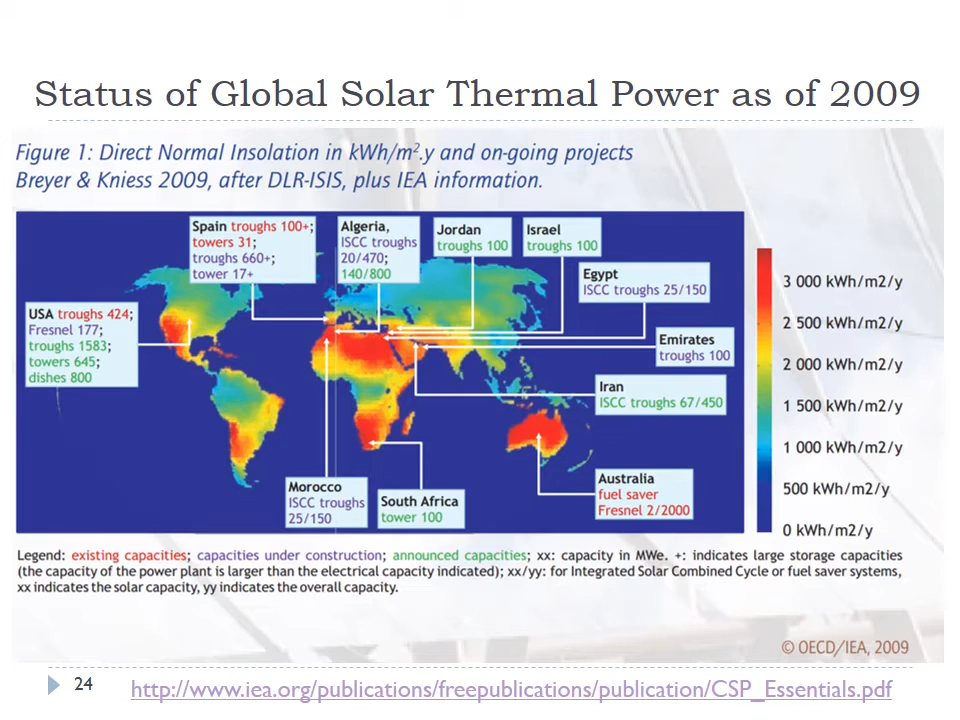 Status of Global Solar Thermal Power as of 2009
Figure 1: Direct Normal Insolation in kWh/m².y and on-going projects
Breyer & Kniess 2009, after DLR-ISIS, plus IEA information.
Spain troughs 100+;
towers 31;
troughs 660+;
tower 17+
Algeria,
ISCC troughs
20/470;
140/800
Jordan
troughs 100
Israel
troughs 100
Egypt
ISCC troughs 25/150
USA troughs 424;
Fresnel 177;
troughs 1583;
towers 645;
dishes 800
Emirates
troughs 100
Iran
ISCC troughs 67/450
Morocco
ISCC troughs
25/150
South Africa
tower 100
Australia
fuel saver
Fresnel 2/2000
3 000 kWh/m2/y
2 500 kWh/m2/y
2 000 kWh/m2/y
1 500 kWh/m2/y
1 000 kWh/m2/y
500 kWh/m2/y
0 kWh/m2/y
Legend: existing capacities; capacities under construction; announced capacities; xx: capacity in MWe. +: indicates large storage capacities
(the capacity of the power plant is larger than the electrical capacity indicated); xx/yy: for Integrated Solar Combined Cycle or fuel saver systems,
xx indicates the solar capacity, yy indicates the overall capacity.
© OECD/IEA, 2009
24
http://www.iea.org/publications/freepublications/publication/CSP_Essentials.pdf